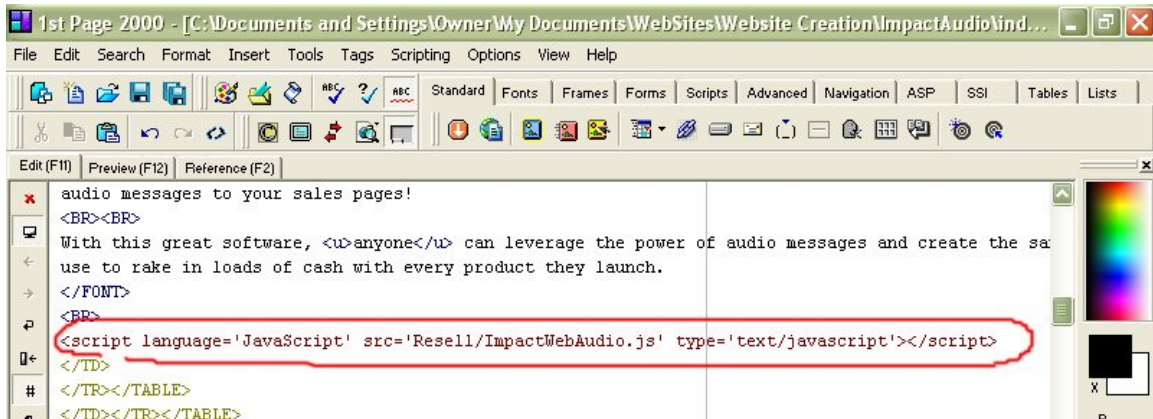 1st Page 2000 - [C:\Documents and Settings\Owner\My Documents\WebSites\Website Creation\ImpactAudio\ind...
File Edit Search Format Insert Tools Tags Scripting Options View Help
Standard Fonts Frames Forms Scripts Advanced Navigation ASP SSI Tables Lists
Edit (F11) Preview (F12) Reference (F2)
audio messages to your sales pages!
<BR><BR>
With this great software, <u>anyone</u> can leverage the power of audio messages and create the sa
use to rake in loads of cash with every product they launch.
</FONT>
<BR>
<script language='JavaScript' src='Resell/ImpactWebAudio.js' type='text/javascript'></script>
</TD>
</TR></TABLE>
</TD></TR></TABLE>